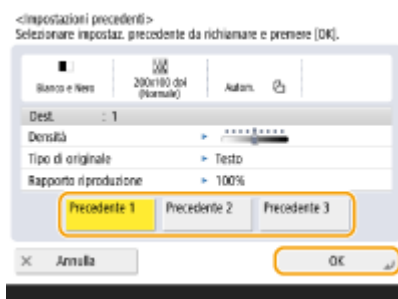 <Impostazioni precedenti>
Selezionare impostaz. precedente da richiamare e premere [OK].
Bianco e Nero
200x100 dpi
(Normale)
Autom.
Dest. : 1
Densità
Tipo di originale ► Testo
Rapporto riproduzione ► 100%
Precedente 1 Precedente 2 Precedente 3
× Annulla OK